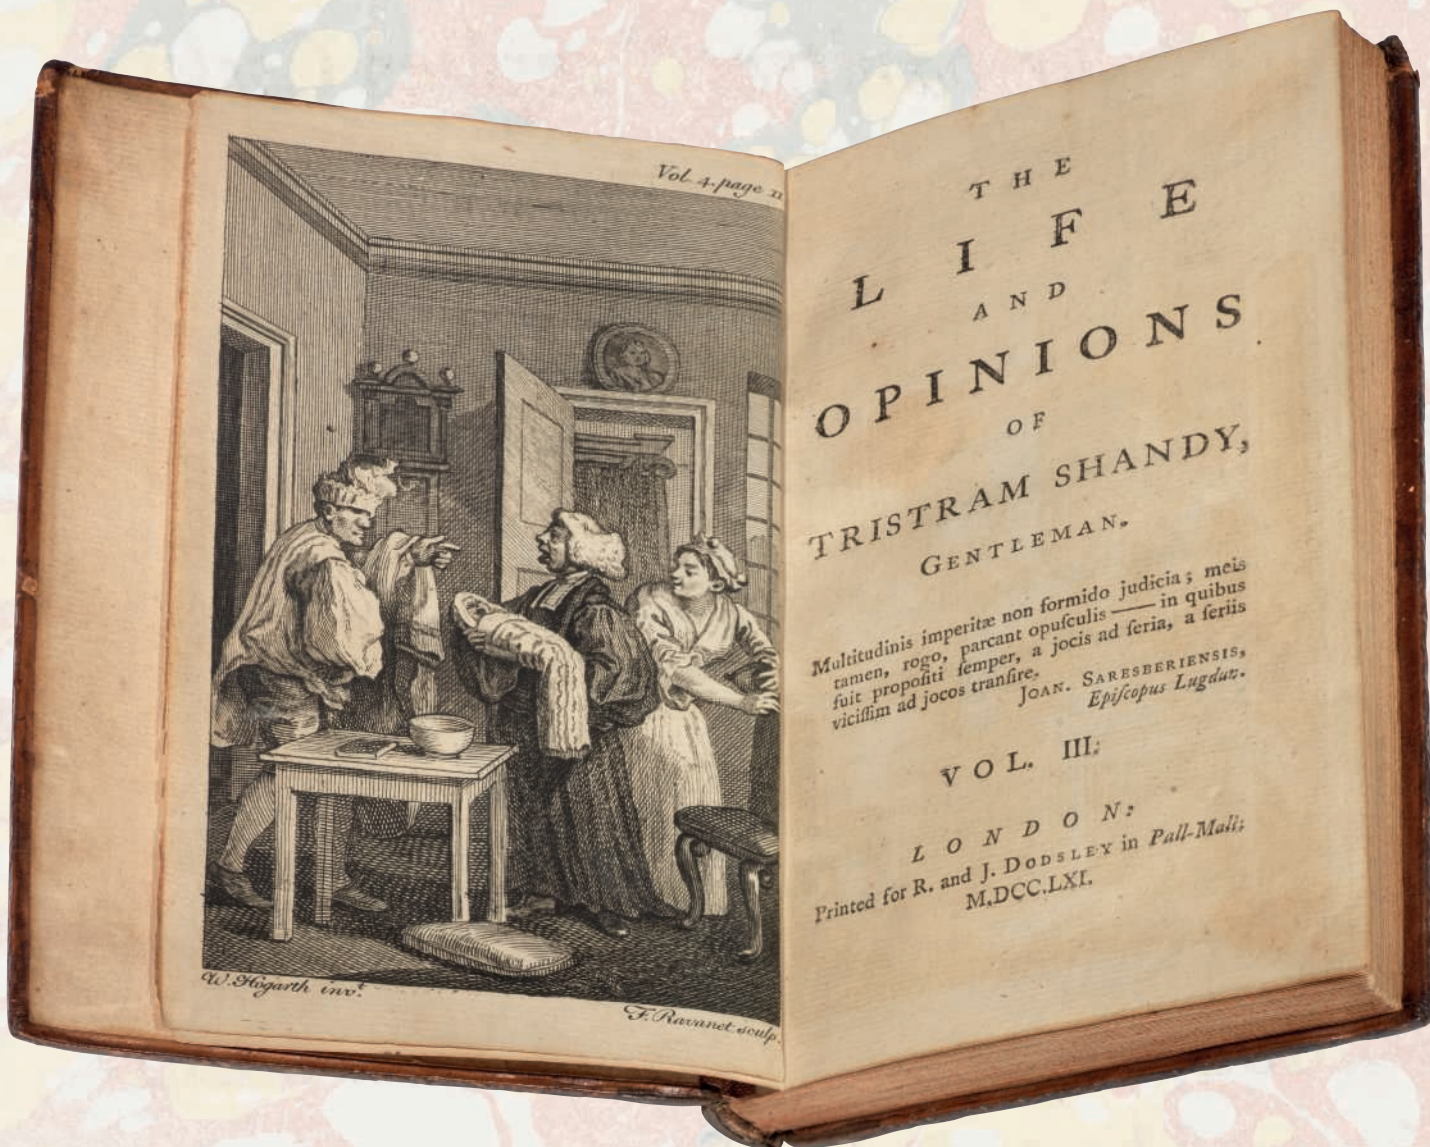 Vol. 4. page 11
W. Hogarth inv.t
F. Ravanet sculp.
THE
LIFE
AND
OPINIONS
OF
TRISTRAM SHANDY,
GENTLEMAN.
Multitudinis imperitæ non formido judicia; meis
tamen, rogo, parcant opuſculis —— in quibus
fuit propoſiti ſemper, a jocis ad ſeria, a ſeriis
viciſſim ad jocos tranſire.
JOAN. SARESBERIENSIS,
Epiſcopus Lugdun.
VOL. III.
LONDON:
Printed for R. and J. DODSLEY in Pall-Mall;
M.DCC.LXI.